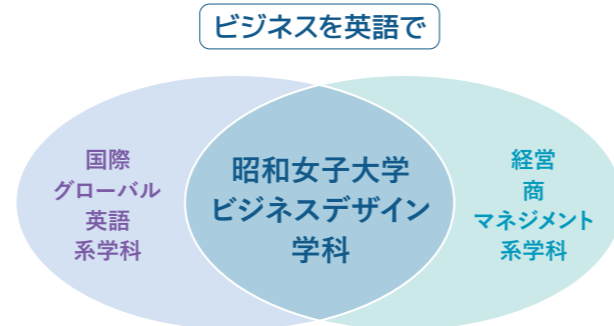 ビジネスを英語で
国際
グローバル
英語
系学科
昭和女子大学
ビジネスデザイン
学科
経営
商
マネジメント
系学科